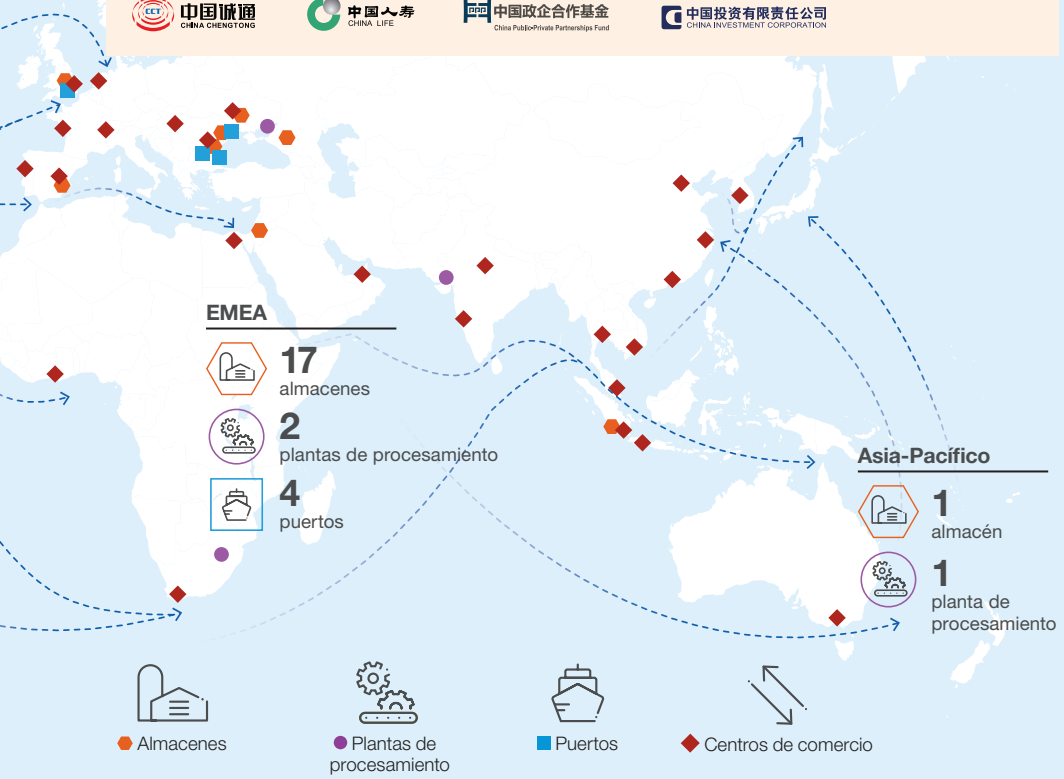 CCT
中国诚通
CHINA CHENGTONG
中国人寿
CHINA LIFE
中国政企合作基金
China Public-Private Partnerships Fund
中国投资有限责任公司
CHINA INVESTMENT CORPORATION
EMEA
17
almacenes
2
plantas de procesamiento
4
puertos
Asia-Pacífico
1
almacén
1
planta de
procesamiento
Almacenes
Plantas de
procesamiento
Puertos
Centros de comercio